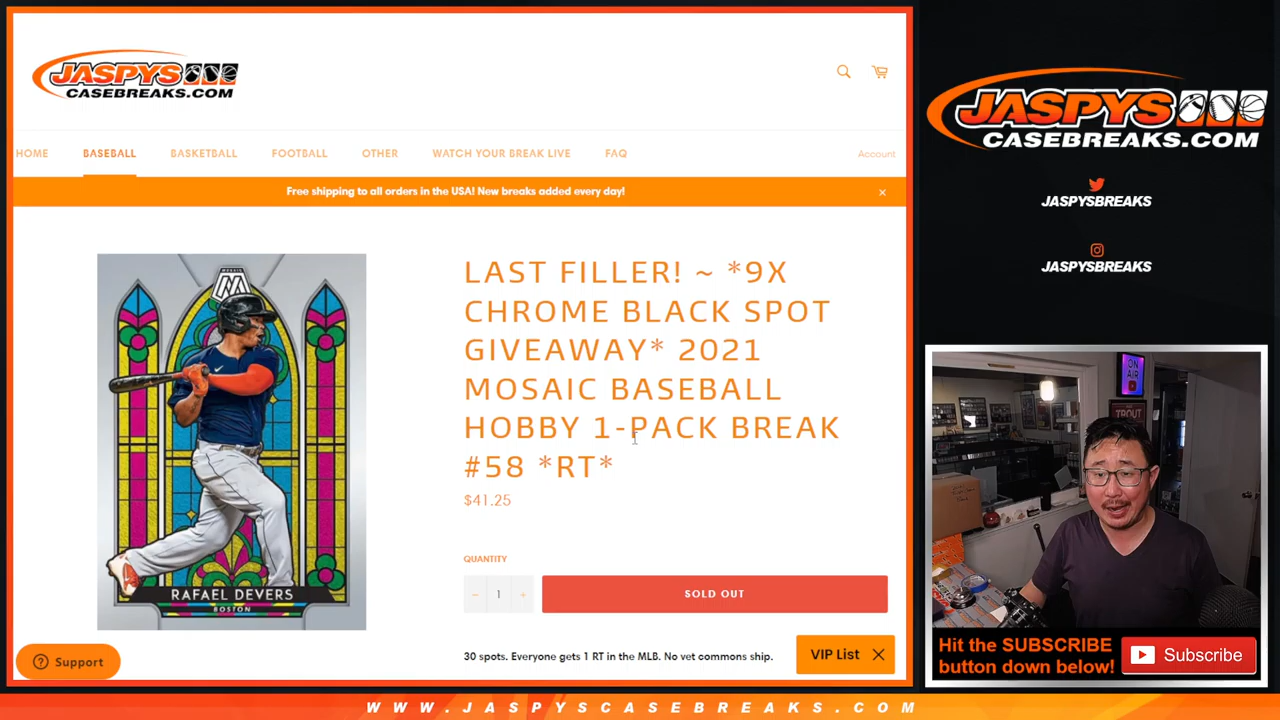 JASPYS
CASEBREAKS.COM
HOME
BASEBALL
BASKETBALL
FOOTBALL
OTHER
WATCH YOUR BREAK LIVE
FAQ
Account
Free shipping to all orders in the USA! New breaks added every day!
MOSAIC
RAFAEL DEVERS
BOSTON
LAST FILLER! ~ *9X
CHROME BLACK SPOT
GIVEAWAY* 2021
MOSAIC BASEBALL
HOBBY 1-PACK BREAK
#58 *RT*
$41.25
QUANTITY
− 1 +
SOLD OUT
30 spots. Everyone gets 1 RT in the MLB. No vet commons ship.
Support
VIP List
JASPYS
CASEBREAKS.COM
JASPYSBREAKS
JASPYSBREAKS
ON
AIR
TROUT
Hit the SUBSCRIBE
button down below!
Subscribe
WWW.JASPYSCASEBREAKS.COM